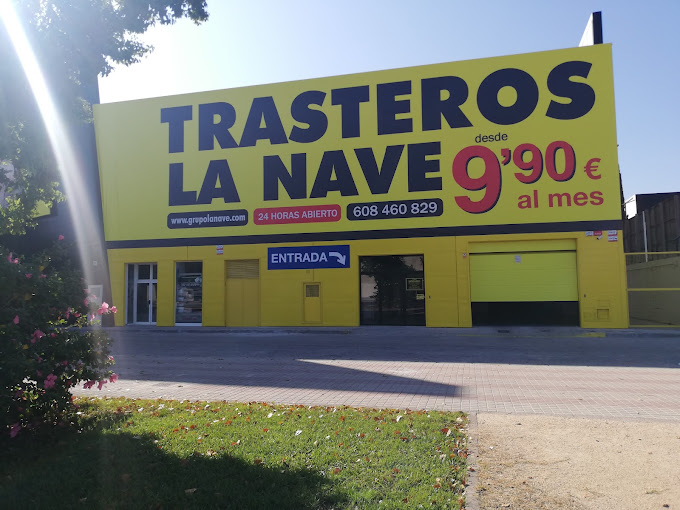 TRASTEROS
LA NAVE
desde
9'90 €
al mes
www.grupolanave.com
24 HORAS ABIERTO
608 460 829
ENTRADA